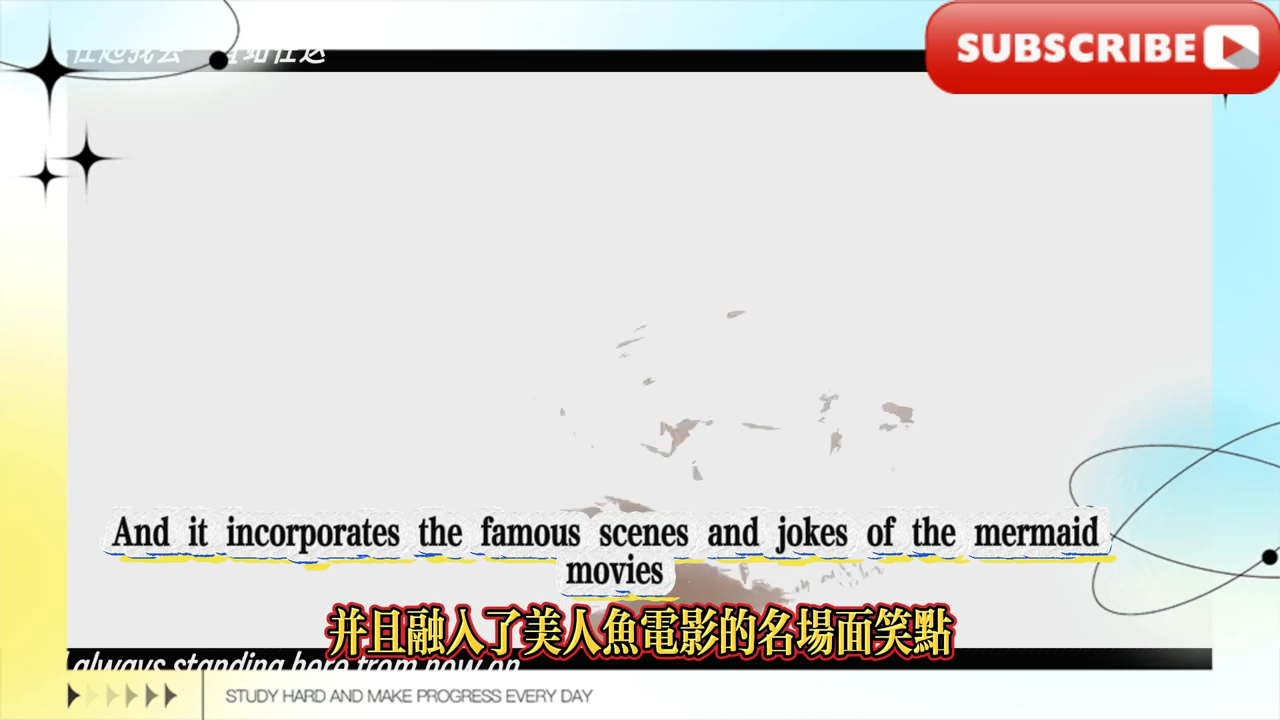 SUBSCRIBE
And it incorporates the famous scenes and jokes of the mermaid
movies
并且融入了美人魚電影的名場面笑點
always standing here from now on
STUDY HARD AND MAKE PROGRESS EVERY DAY